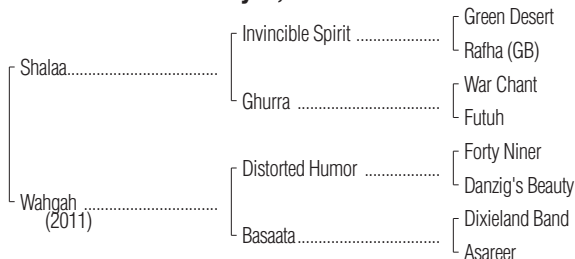 Green Desert
Invincible Spirit ..................
Rafha (GB)
Shalaa................................
War Chant
Ghurra ..............................
Futuh
Forty Niner
Distorted Humor ................
Danzig's Beauty
Wahgah ............................
(2011)
Dixieland Band
Basaata..............................
Asareer